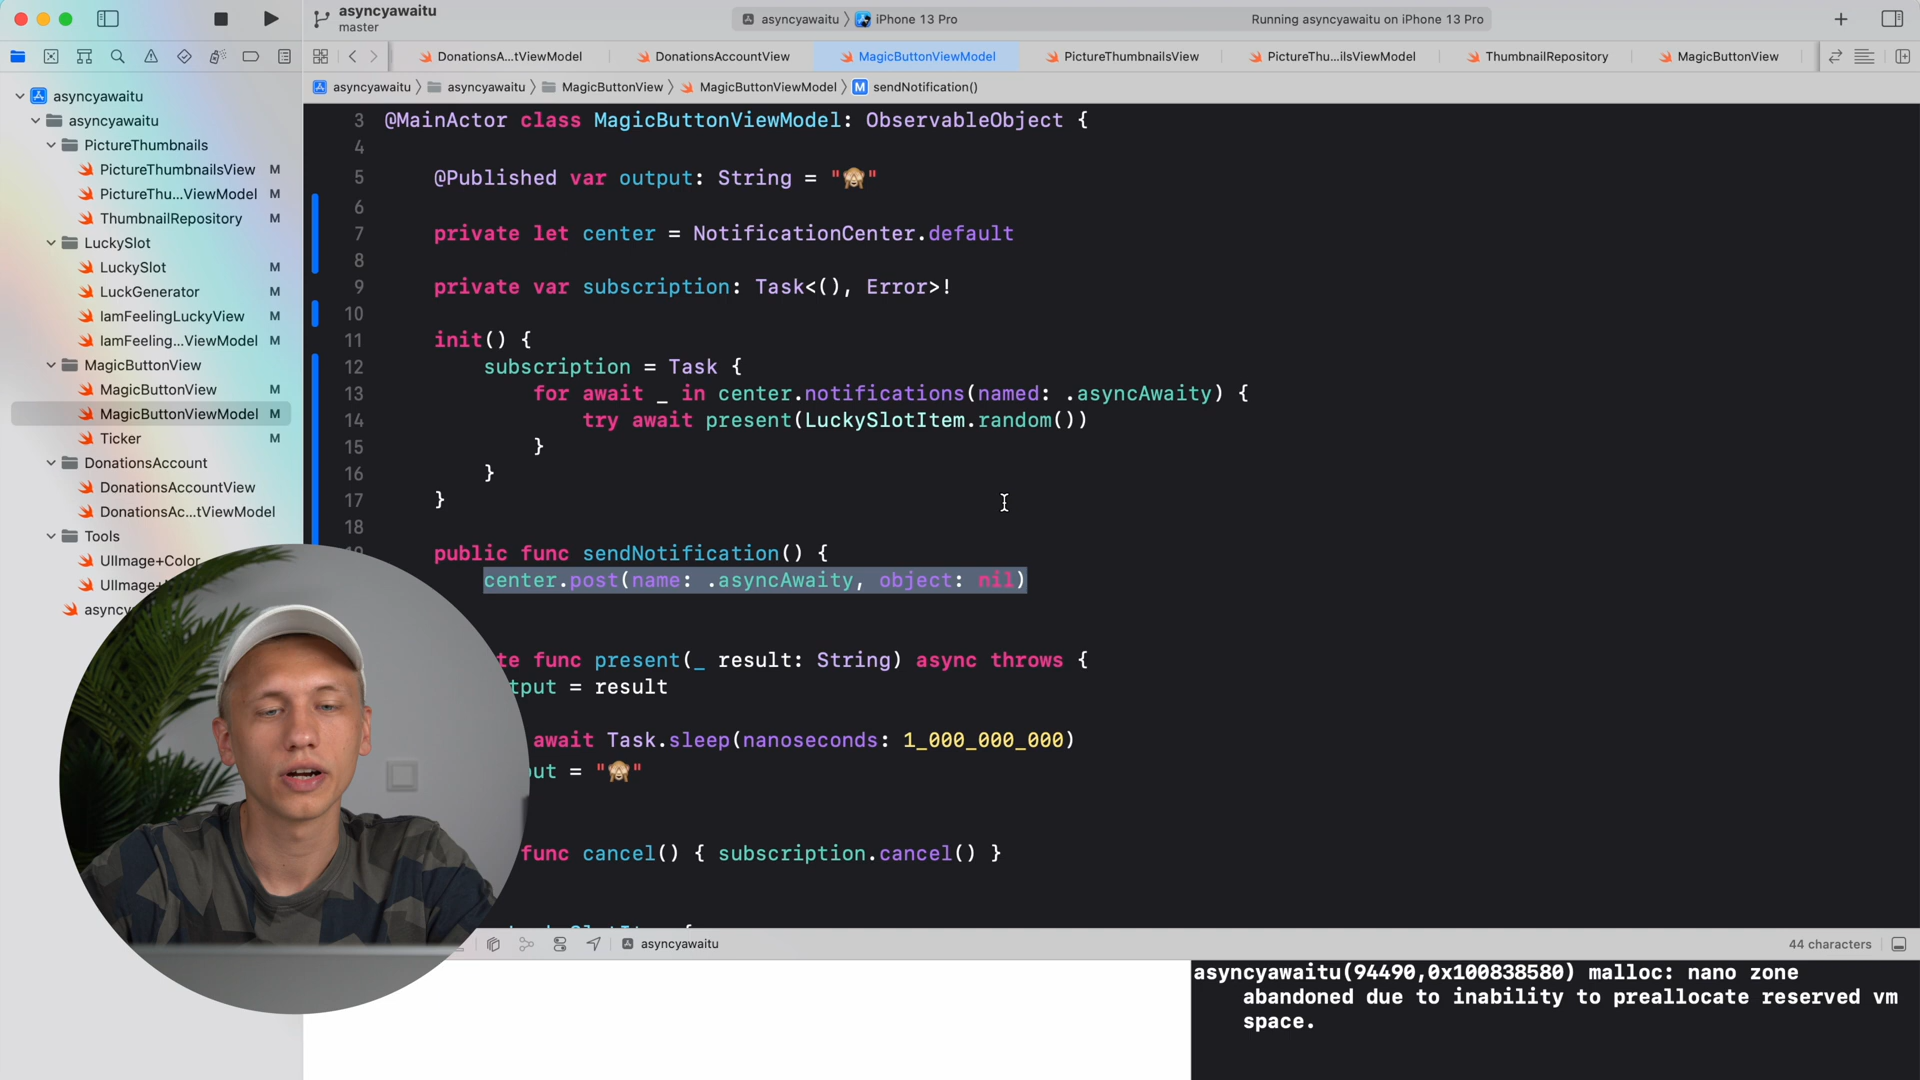 asyncyawaitu
master
asyncyawaitu
iPhone 13 Pro
Running asyncyawaitu on iPhone 13 Pro
DonationsA...tViewModel
DonationsAccountView
MagicButtonViewModel
PictureThumbnailsView
PictureThu...ilsViewModel
ThumbnailRepository
MagicButtonView
asyncyawaitu
asyncyawaitu
MagicButtonView
MagicButtonViewModel
M sendNotification()
asyncyawaitu
asyncyawaitu
PictureThumbnails
PictureThumbnailsView M
PictureThu...ViewModel M
ThumbnailRepository M
LuckySlot
LuckySlot M
LuckGenerator M
IamFeelingLuckyView M
IamFeeling...ViewModel M
MagicButtonView
MagicButtonView M
MagicButtonViewModel M
Ticker M
DonationsAccount
DonationsAccountView
DonationsAc...tViewModel
Tools
UIImage+Color
UIImage+
asyncy
3 @MainActor class MagicButtonViewModel: ObservableObject {
4
5 @Published var output: String = "🙈"
6
7 private let center = NotificationCenter.default
8
9 private var subscription: Task<(), Error>!
10
11 init() {
12 subscription = Task {
13 for await _ in center.notifications(named: .asyncAwaity) {
14 try await present(LuckySlotItem.random())
15 }
16 }
17 }
18
public func sendNotification() {
center.post(name: .asyncAwaity, object: nil)
te func present(_ result: String) async throws {
tput = result
await Task.sleep(nanoseconds: 1_000_000_000)
out = "🙈"
func cancel() { subscription.cancel() }
asyncyawaitu
44 characters
asyncyawaitu(94490,0x100838580) malloc: nano zone
abandoned due to inability to preallocate reserved vm
space.